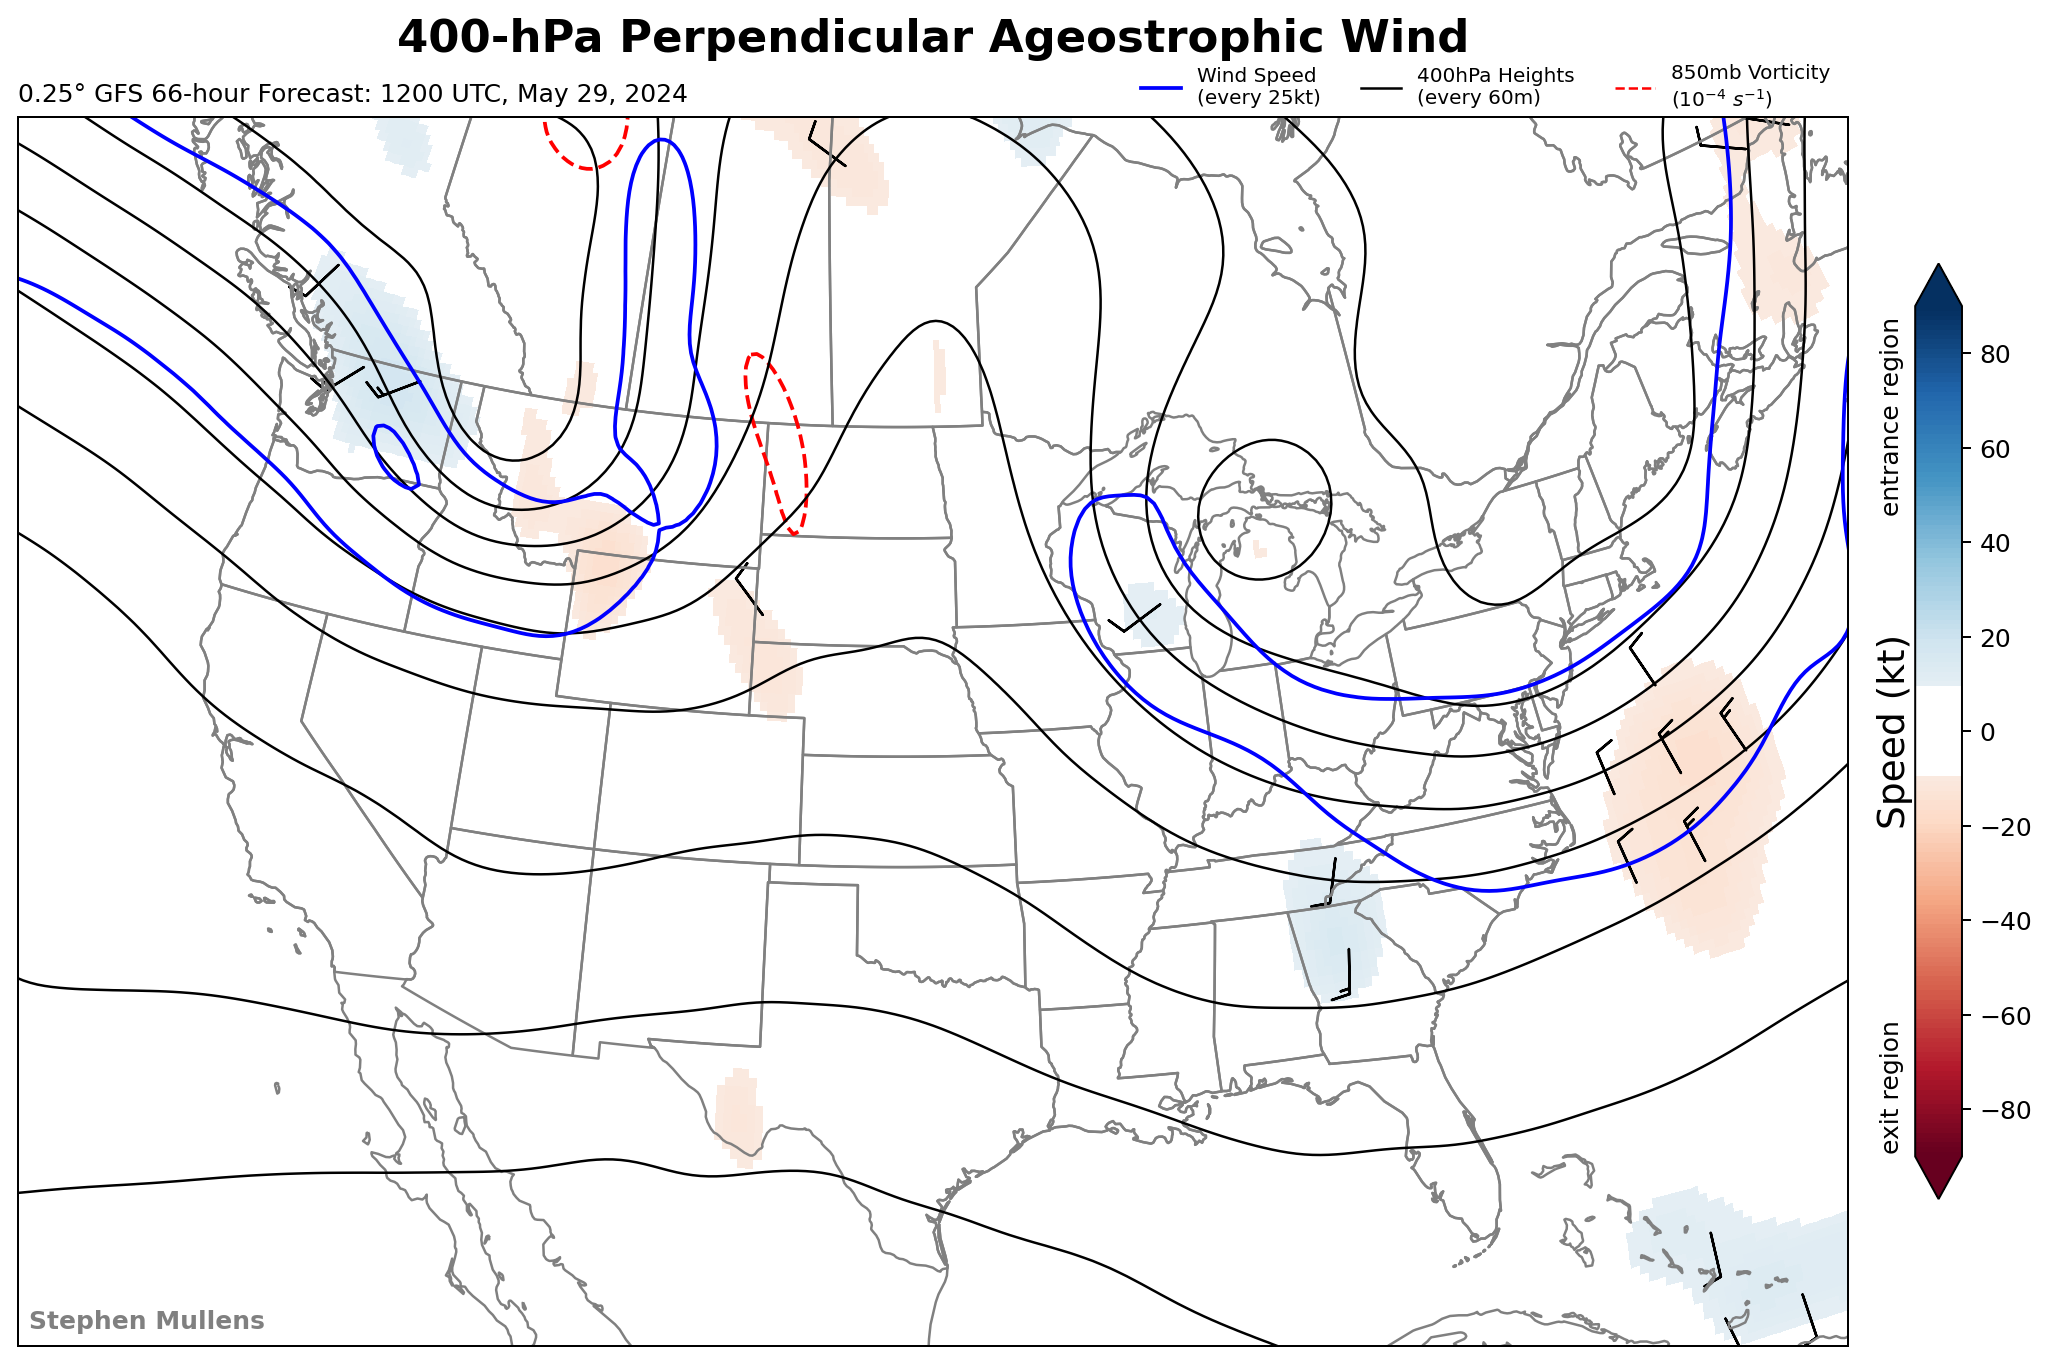 400-hPa Perpendicular Ageostrophic Wind
0.25° GFS 66-hour Forecast: 1200 UTC, May 29, 2024
Wind Speed
(every 25kt)
400hPa Heights
(every 60m)
850mb Vorticity
(10⁻⁴ s⁻¹)
entrance region
exit region
Speed (kt)
80
60
40
20
0
−20
−40
−60
−80
Stephen Mullens